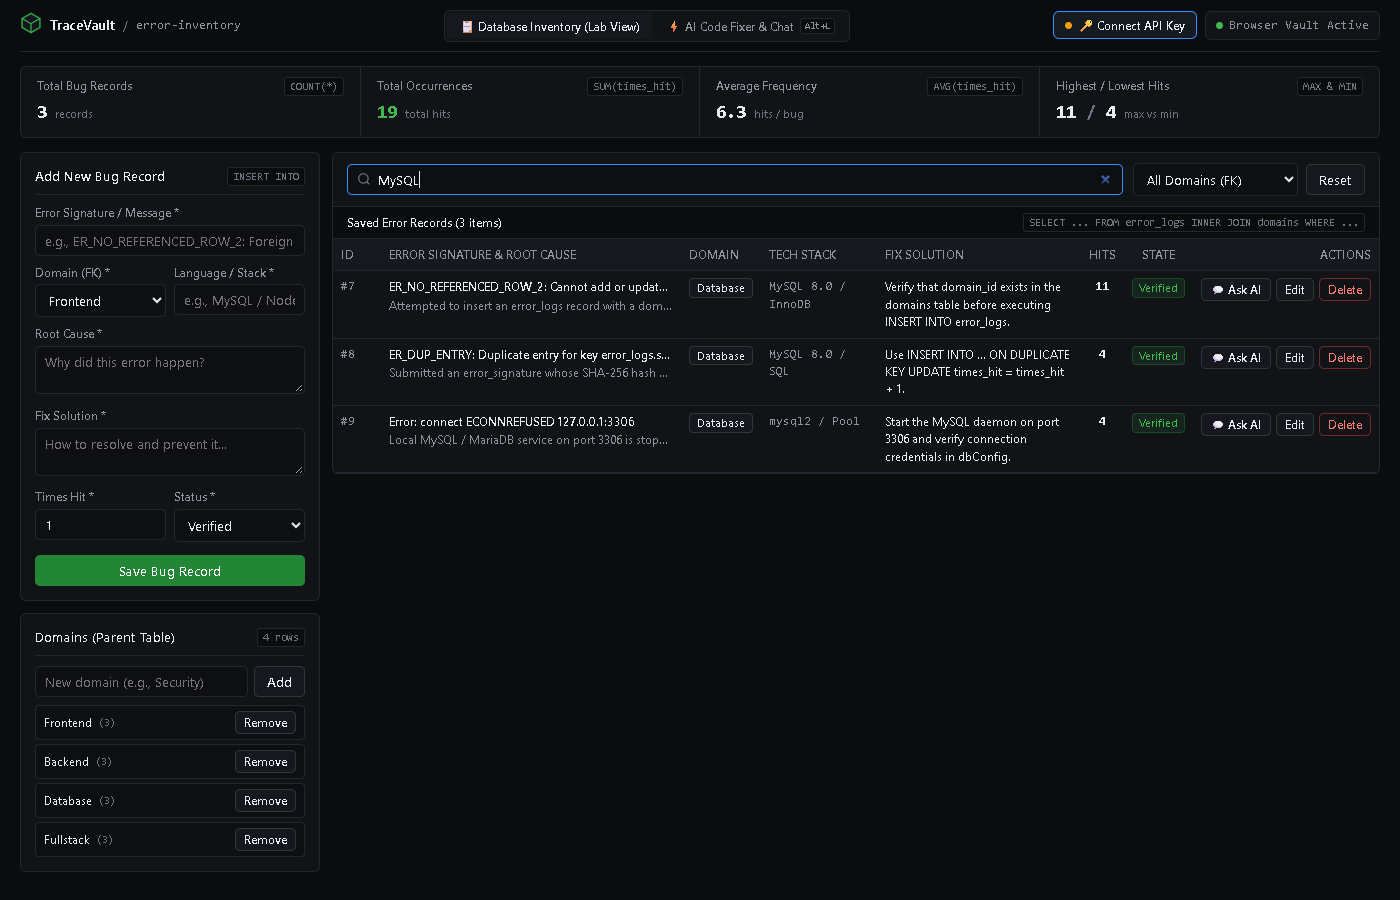 TraceVault / error-inventory
Database Inventory (Lab View)
AI Code Fixer & Chat Alt+L
Connect API Key
Browser Vault Active
Total Bug Records COUNT(*)
3 records
Total Occurrences SUM(times_hit)
19 total hits
Average Frequency AVG(times_hit)
6.3 hits / bug
Highest / Lowest Hits MAX & MIN
11 / 4 max vs min
Add New Bug Record INSERT INTO
Error Signature / Message *
e.g., ER_NO_REFERENCED_ROW_2: Foreign
Domain (FK) * Language / Stack *
Frontend e.g., MySQL / Node
Root Cause *
Why did this error happen?
Fix Solution *
How to resolve and prevent it...
Times Hit * Status *
1 Verified
Save Bug Record
Domains (Parent Table) 4 rows
New domain (e.g., Security) Add
Frontend (3) Remove
Backend (3) Remove
Database (3) Remove
Fullstack (3) Remove
MySQL
All Domains (FK)
Reset
Saved Error Records (3 items) SELECT ... FROM error_logs INNER JOIN domains WHERE ...
ID ERROR SIGNATURE & ROOT CAUSE DOMAIN TECH STACK FIX SOLUTION HITS STATE ACTIONS
#7
ER_NO_REFERENCED_ROW_2: Cannot add or updat...
Attempted to insert an error_logs record with a dom...
Database
MySQL 8.0 /
InnoDB
Verify that domain_id exists in the
domains table before executing
INSERT INTO error_logs.
11
Verified
Ask AI Edit Delete
#8
ER_DUP_ENTRY: Duplicate entry for key error_logs.s...
Submitted an error_signature whose SHA-256 hash ...
Database
MySQL 8.0 /
SQL
Use INSERT INTO ... ON DUPLICATE
KEY UPDATE times_hit = times_hit
+ 1.
4
Verified
Ask AI Edit Delete
#9
Error: connect ECONNREFUSED 127.0.0.1:3306
Local MySQL / MariaDB service on port 3306 is stop...
Database
mysql2 / Pool
Start the MySQL daemon on port
3306 and verify connection
credentials in dbConfig.
4
Verified
Ask AI Edit Delete